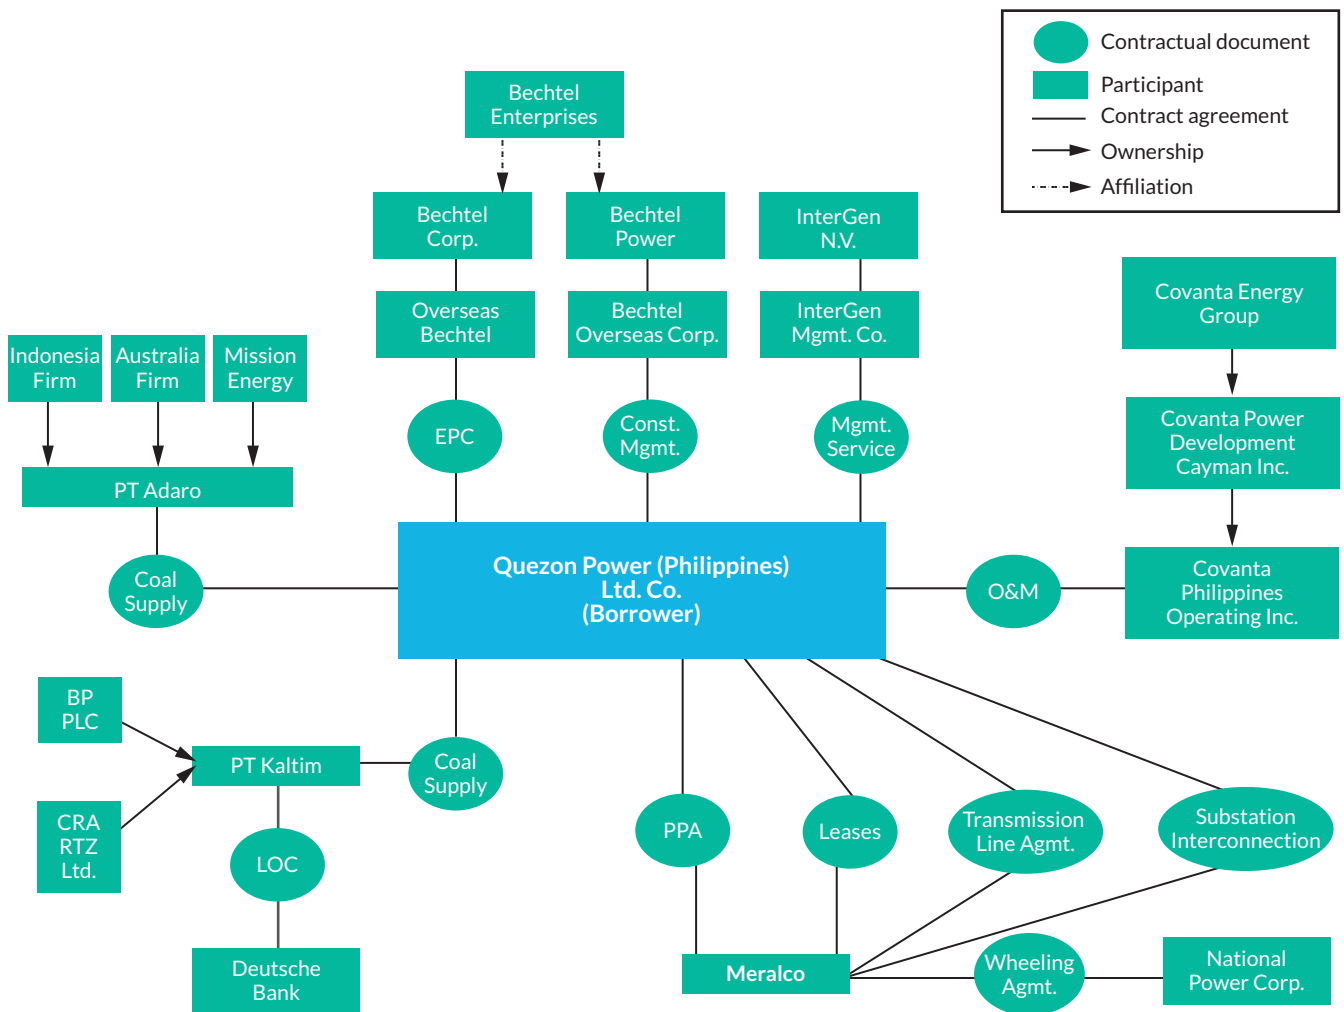 Contractual document
Participant
Contract agreement
Ownership
Affiliation
Bechtel
Enterprises
Bechtel
Corp.
Bechtel
Power
InterGen
N.V.
Overseas
Bechtel
Bechtel
Overseas Corp.
InterGen
Mgmt. Co.
Covanta Energy
Group
Indonesia
Firm
Australia
Firm
Mission
Energy
EPC
Const.
Mgmt.
Mgmt.
Service
Covanta Power
Development
Cayman Inc.
PT Adaro
Coal
Supply
Quezon Power (Philippines)
Ltd. Co.
(Borrower)
O&M
Covanta
Philippines
Operating Inc.
BP
PLC
PT Kaltim
Coal
Supply
CRA
RTZ
Ltd.
LOC
PPA
Leases
Transmission
Line Agmt.
Substation
Interconnection
Deutsche
Bank
Meralco
Wheeling
Agmt.
National
Power Corp.